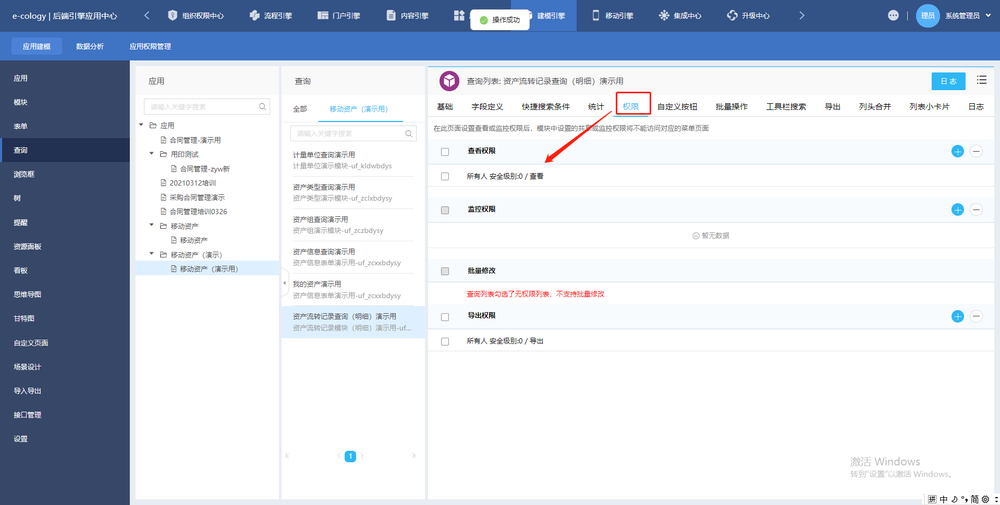 e-cology | 后端引擎应用中心
组织权限中心
流程引擎
门户引擎
内容引擎
操作成功
建模引擎
移动引擎
集成中心
升级中心
理员
系统管理员
应用建模
数据分析
应用权限管理
应用
模块
表单
查询
浏览框
树
提醒
资源面板
看板
思维导图
甘特图
自定义页面
场景设计
导入导出
接口管理
设置
应用
请输入关键字搜索
应用
合同管理-演示用
用印测试
合同管理-zyw新
20210312培训
采购合同管理演示
合同管理培训0326
移动资产
移动资产
移动资产（演示）
移动资产（演示用）
查询
全部
移动资产（演示用）
请输入关键字搜索
计量单位查询演示用
计量单位演示模块-uf_kldwbdys
资产类型查询演示用
资产类型演示模块-uf_zclxbdysy
资产组查询演示用
资产组演示模块-uf_zczbdysy
资产信息查询演示用
资产信息表单演示用-uf_zcxxbdysy
我的资产演示用
资产信息表单演示用-uf_zcxxbdysy
资产流转记录查询（明细）演示用
资产流转记录模块（明细）演示用-uf...
1
查询列表: 资产流转记录查询（明细）演示用
日 志
基础
字段定义
快捷搜索条件
统计
权限
自定义按钮
批量操作
工具栏搜索
导出
列头合并
列表小卡片
日志
在此页面设置查看或监控权限后，模块中设置的共享或监控权限将不能访问对应的菜单页面
查看权限
所有人 安全级别:0 / 查看
监控权限
暂无数据
批量修改
查询列表勾选了无权限列表，不支持批量修改
导出权限
所有人 安全级别:0 / 导出
激活 Windows
转到"设置"以激活 Windows。
拼 中 简